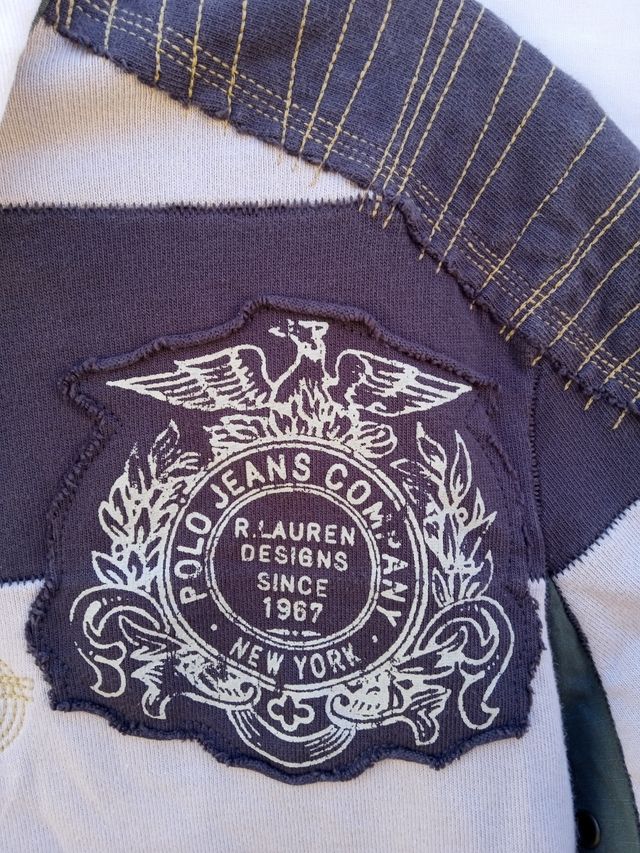 POLO JEANS COMPANY
R. LAUREN
DESIGNS
SINCE
1967
· NEW YORK ·